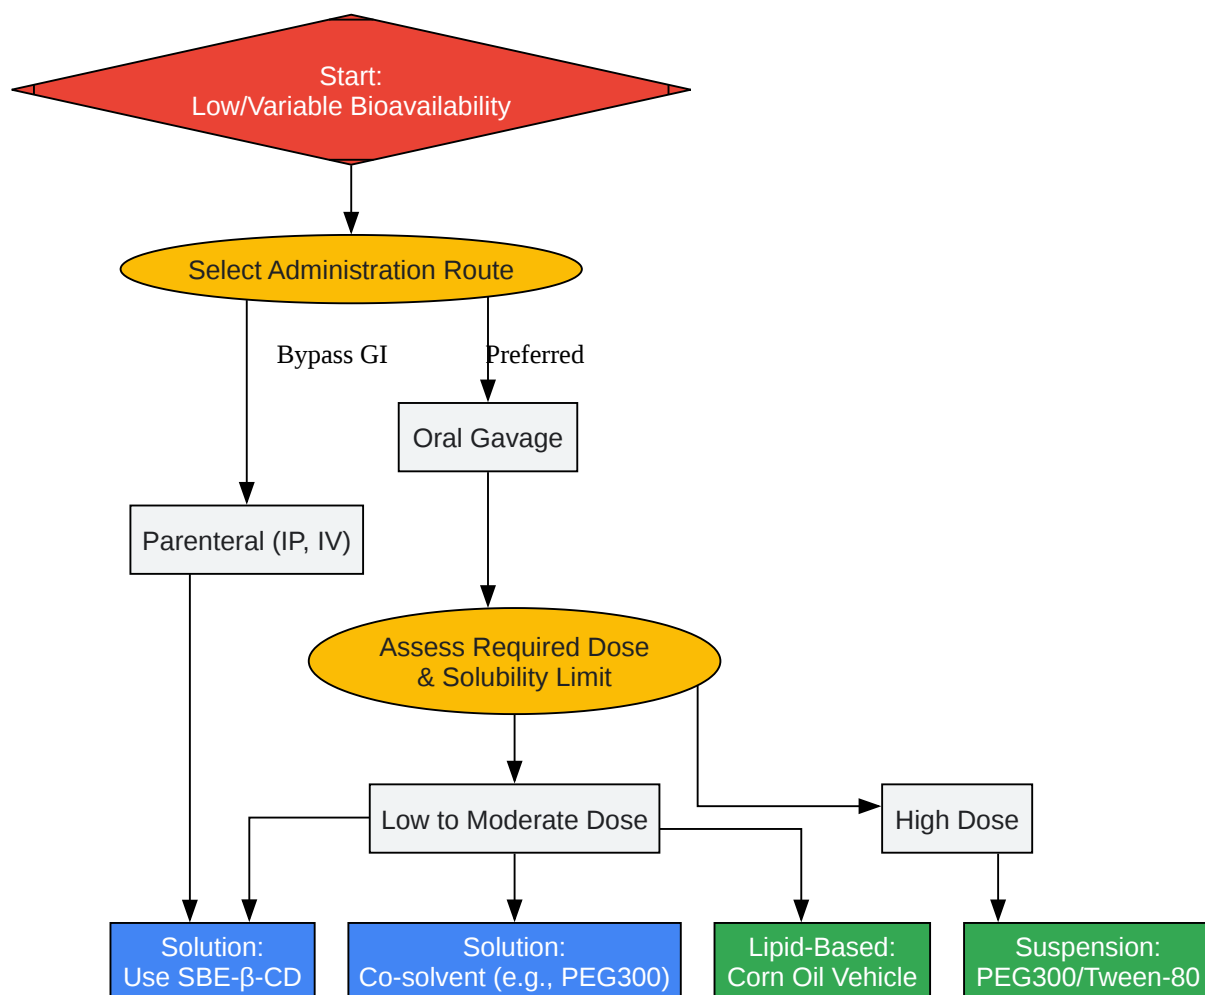 Start:
Low/Variable Bioavailability
Select Administration Route
Bypass GI
Preferred
Oral Gavage
Parenteral (IP, IV)
Assess Required Dose
& Solubility Limit
Low to Moderate Dose
High Dose
Solution:
Use SBE-β-CD
Solution:
Co-solvent (e.g., PEG300)
Lipid-Based:
Corn Oil Vehicle
Suspension:
PEG300/Tween-80